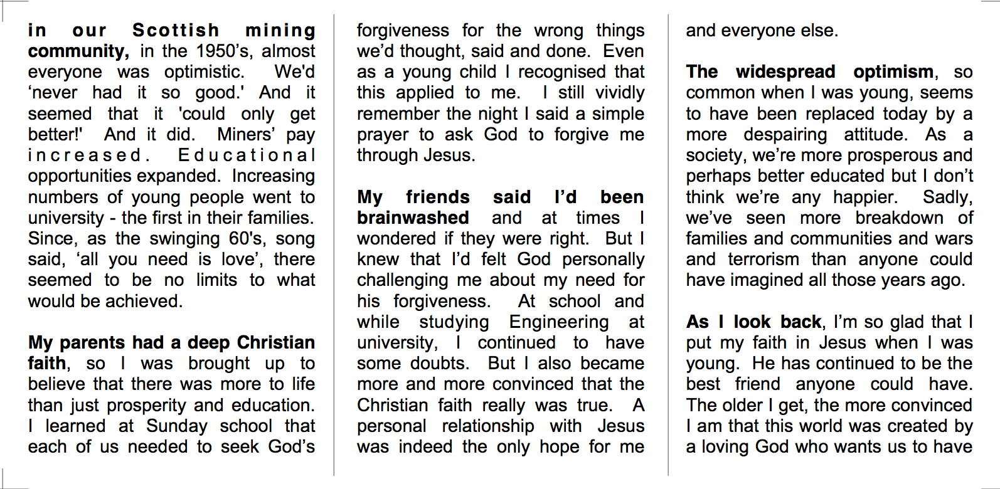 in our Scottish mining
community, in the 1950’s, almost
everyone was optimistic. We'd
‘never had it so good.' And it
seemed that it 'could only get
better!' And it did. Miners’ pay
increased. Educational
opportunities expanded. Increasing
numbers of young people went to
university - the first in their families.
Since, as the swinging 60's, song
said, ‘all you need is love’, there
seemed to be no limits to what
would be achieved.
My parents had a deep Christian
faith, so I was brought up to
believe that there was more to life
than just prosperity and education.
I learned at Sunday school that
each of us needed to seek God’s
forgiveness for the wrong things
we’d thought, said and done. Even
as a young child I recognised that
this applied to me. I still vividly
remember the night I said a simple
prayer to ask God to forgive me
through Jesus.
My friends said I’d been
brainwashed and at times I
wondered if they were right. But I
knew that I’d felt God personally
challenging me about my need for
his forgiveness. At school and
while studying Engineering at
university, I continued to have
some doubts. But I also became
more and more convinced that the
Christian faith really was true. A
personal relationship with Jesus
was indeed the only hope for me
and everyone else.
The widespread optimism, so
common when I was young, seems
to have been replaced today by a
more despairing attitude. As a
society, we’re more prosperous and
perhaps better educated but I don’t
think we’re any happier. Sadly,
we’ve seen more breakdown of
families and communities and wars
and terrorism than anyone could
have imagined all those years ago.
As I look back, I’m so glad that I
put my faith in Jesus when I was
young. He has continued to be the
best friend anyone could have.
The older I get, the more convinced
I am that this world was created by
a loving God who wants us to have